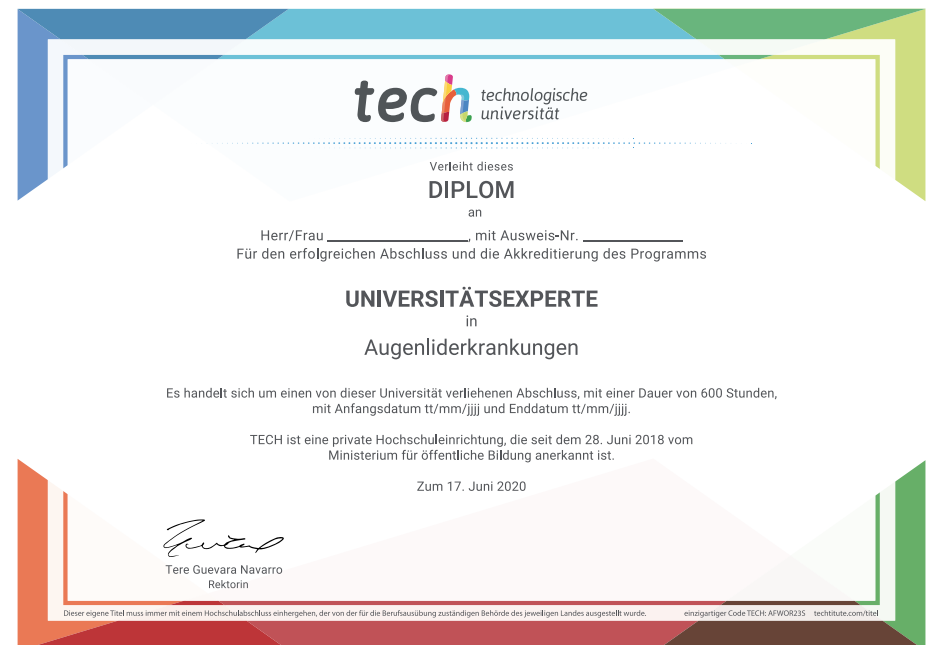 tech technologische
universität
Verleiht dieses
DIPLOM
an
Herr/Frau ____________, mit Ausweis-Nr. ____________
Für den erfolgreichen Abschluss und die Akkreditierung des Programms
UNIVERSITÄTSEXPERTE
in
Augenliderkrankungen
Es handelt sich um einen von dieser Universität verliehenen Abschluss, mit einer Dauer von 600 Stunden,
mit Anfangsdatum tt/mm/jjjj und Enddatum tt/mm/jjjj.
TECH ist eine private Hochschuleinrichtung, die seit dem 28. Juni 2018 vom
Ministerium für öffentliche Bildung anerkannt ist.
Zum 17. Juni 2020
Tere Guevara Navarro
Rektorin
Dieser eigene Titel muss immer mit einem Hochschulabschluss einhergehen, der von der für die Berufsausübung zuständigen Behörde des jeweiligen Landes ausgestellt wurde. einzigartiger Code TECH: AFWOR23S techtitute.com/titel